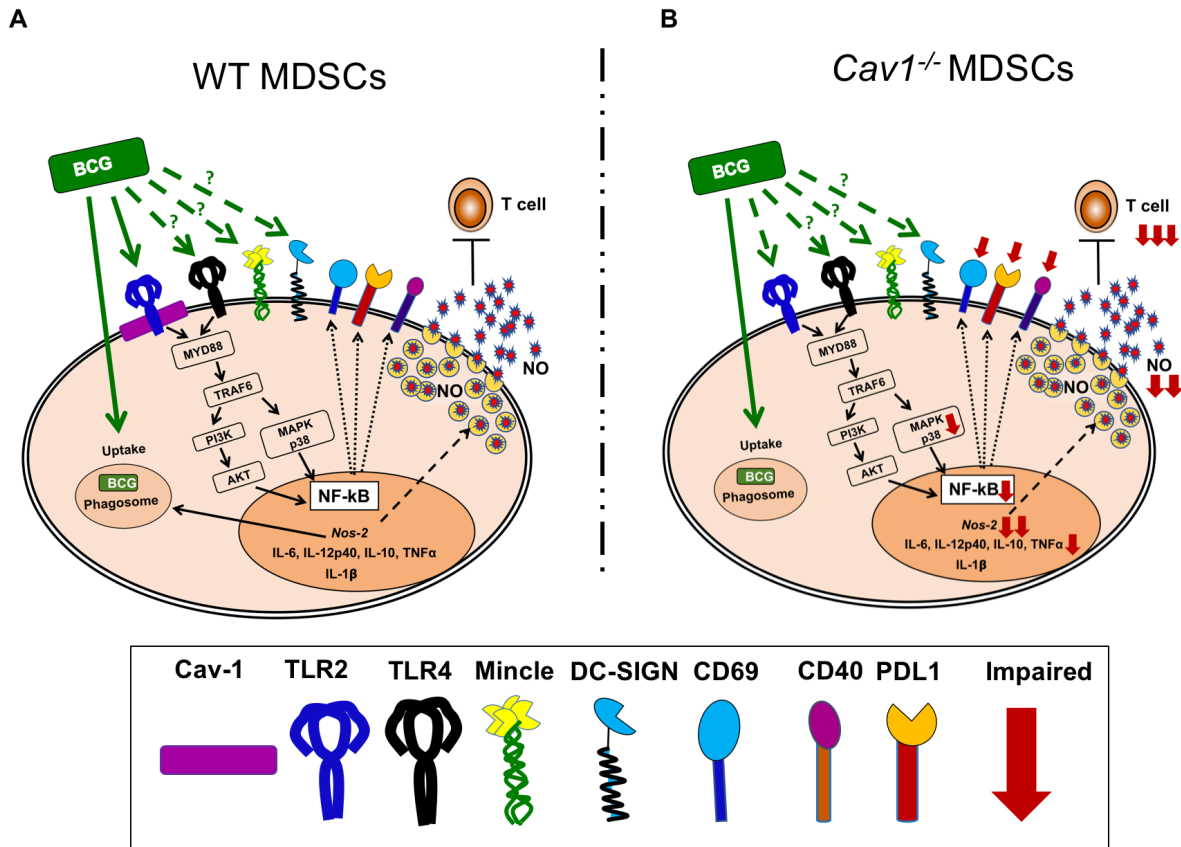 A
WT MDSCs
BCG
?
?
?
T cell
MYD88
NO
NO
TRAF6
PI3K
MAPK
p38
Uptake
AKT
BCG
Phagosome
NF-kB
Nos-2
IL-6, IL-12p40, IL-10, TNFα
IL-1β
B
Cav1-/- MDSCs
BCG
?
?
?
T cell
MYD88
NO
NO
TRAF6
PI3K
MAPK
p38
Uptake
AKT
BCG
Phagosome
NF-kB
Nos-2
IL-6, IL-12p40, IL-10, TNFα
IL-1β
Cav-1 TLR2 TLR4 Mincle DC-SIGN CD69 CD40 PDL1 Impaired